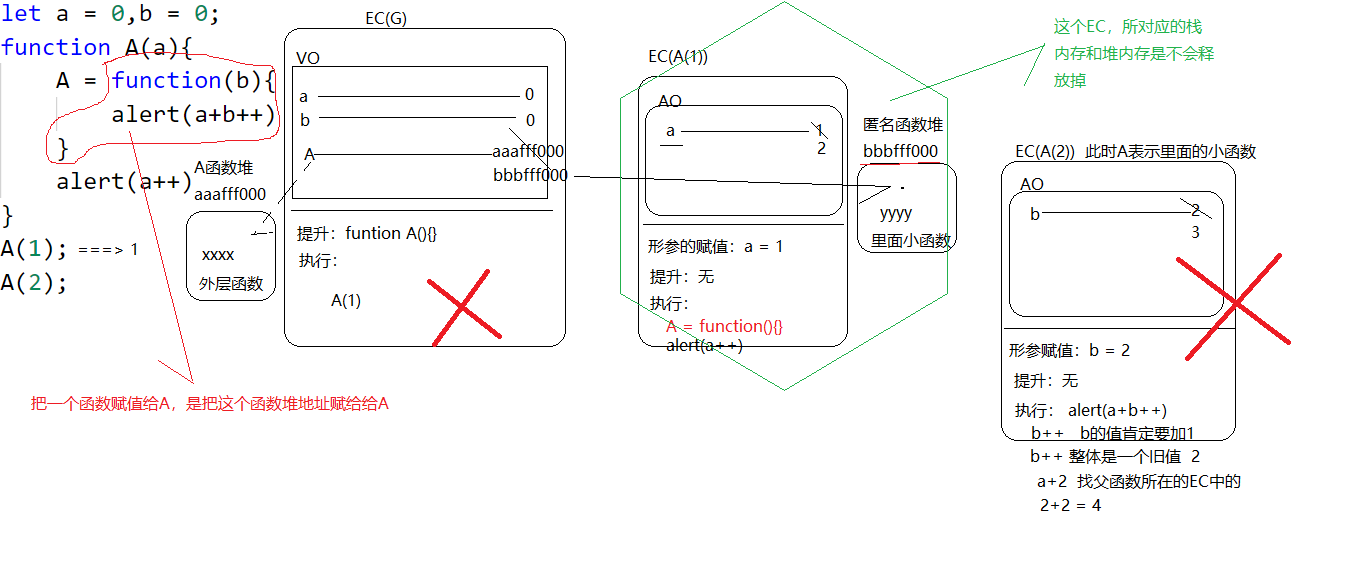 let a = 0,b = 0;
function A(a){
A = function(b){
alert(a+b++)
}
alert(a++)
}
A(1); ===> 1
A(2);
把一个函数赋值给A，是把这个函数堆地址赋给给A
A函数堆
aaafff000
xxxx
外层函数
EC(G)
VO
a 0
b 0
A aaafff000
bbbfff000
提升：funtion A(){}
执行：
A(1)
EC(A(1))
AO
a 1
2
形参的赋值：a = 1
提升：无
执行：
A = function(){}
alert(a++)
匿名函数堆
bbbfff000
yyyy
里面小函数
这个EC，所对应的栈
内存和堆内存是不会释
放掉
EC(A(2)) 此时A表示里面的小函数
AO
b 2
3
形参赋值：b = 2
提升：无
执行： alert(a+b++)
b++ b的值肯定要加1
b++ 整体是一个旧值 2
a+2 找父函数所在的EC中的
2+2 = 4